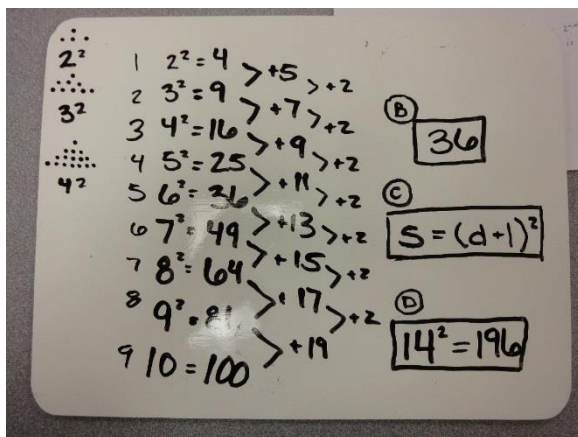 2²
3²
4²
1 2² = 4
2 3² = 9
3 4² = 16
4 5² = 25
5 6² = 36
6 7² = 49
7 8² = 64
8 9² = 81
9 10 = 100
> +5 > +2
> +7 > +2
> +9 > +2
> +11 > +2
> +13 > +2
> +15 > +2
> +17 > +2
> +19
B
36
C
S = (d+1)²
D
14² = 196